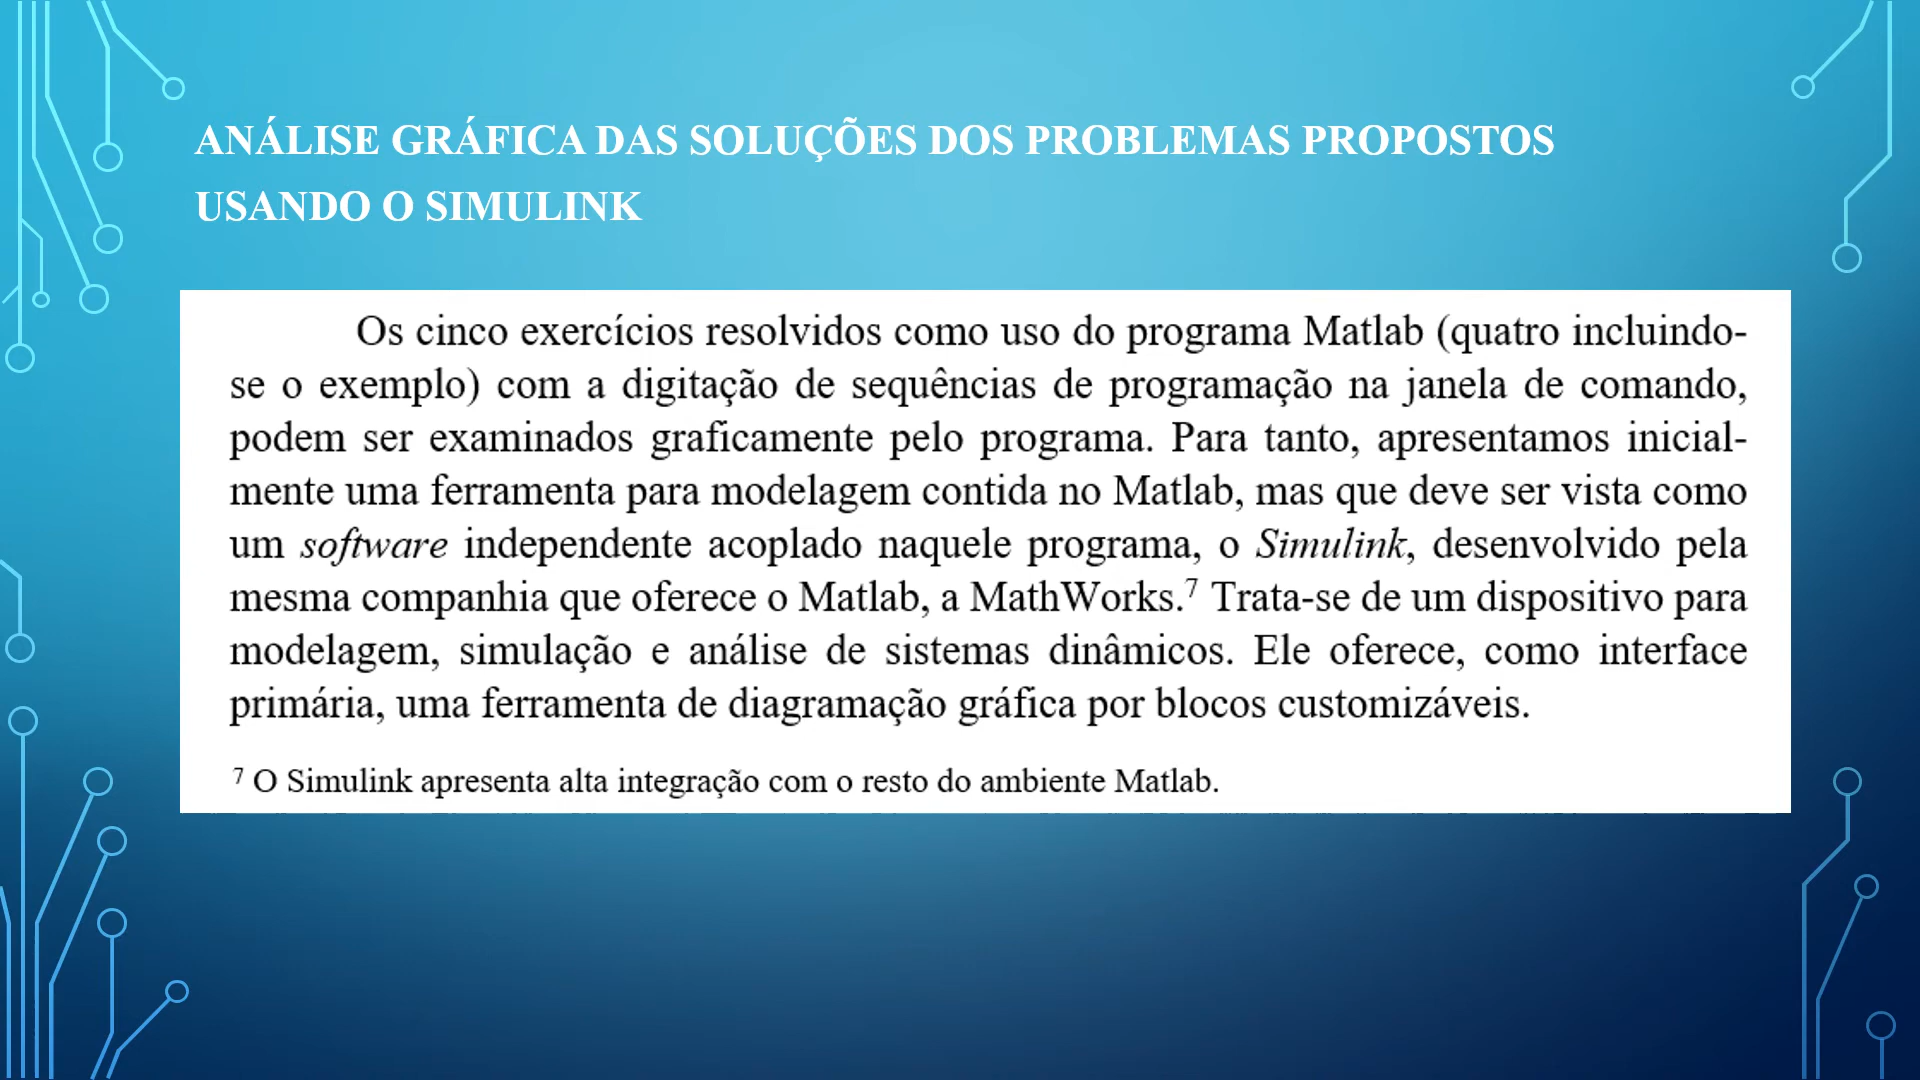 ANÁLISE GRÁFICA DAS SOLUÇÕES DOS PROBLEMAS PROPOSTOS
USANDO O SIMULINK
Os cinco exercícios resolvidos como uso do programa Matlab (quatro incluindo-
se o exemplo) com a digitação de sequências de programação na janela de comando,
podem ser examinados graficamente pelo programa. Para tanto, apresentamos inicial-
mente uma ferramenta para modelagem contida no Matlab, mas que deve ser vista como
um software independente acoplado naquele programa, o Simulink, desenvolvido pela
mesma companhia que oferece o Matlab, a MathWorks.⁷ Trata-se de um dispositivo para
modelagem, simulação e análise de sistemas dinâmicos. Ele oferece, como interface
primária, uma ferramenta de diagramação gráfica por blocos customizáveis.
⁷ O Simulink apresenta alta integração com o resto do ambiente Matlab.